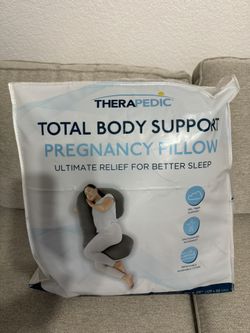 THERAPEDIC®
TOTAL BODY SUPPORT
PREGNANCY PILLOW
ULTIMATE RELIEF FOR BETTER SLEEP